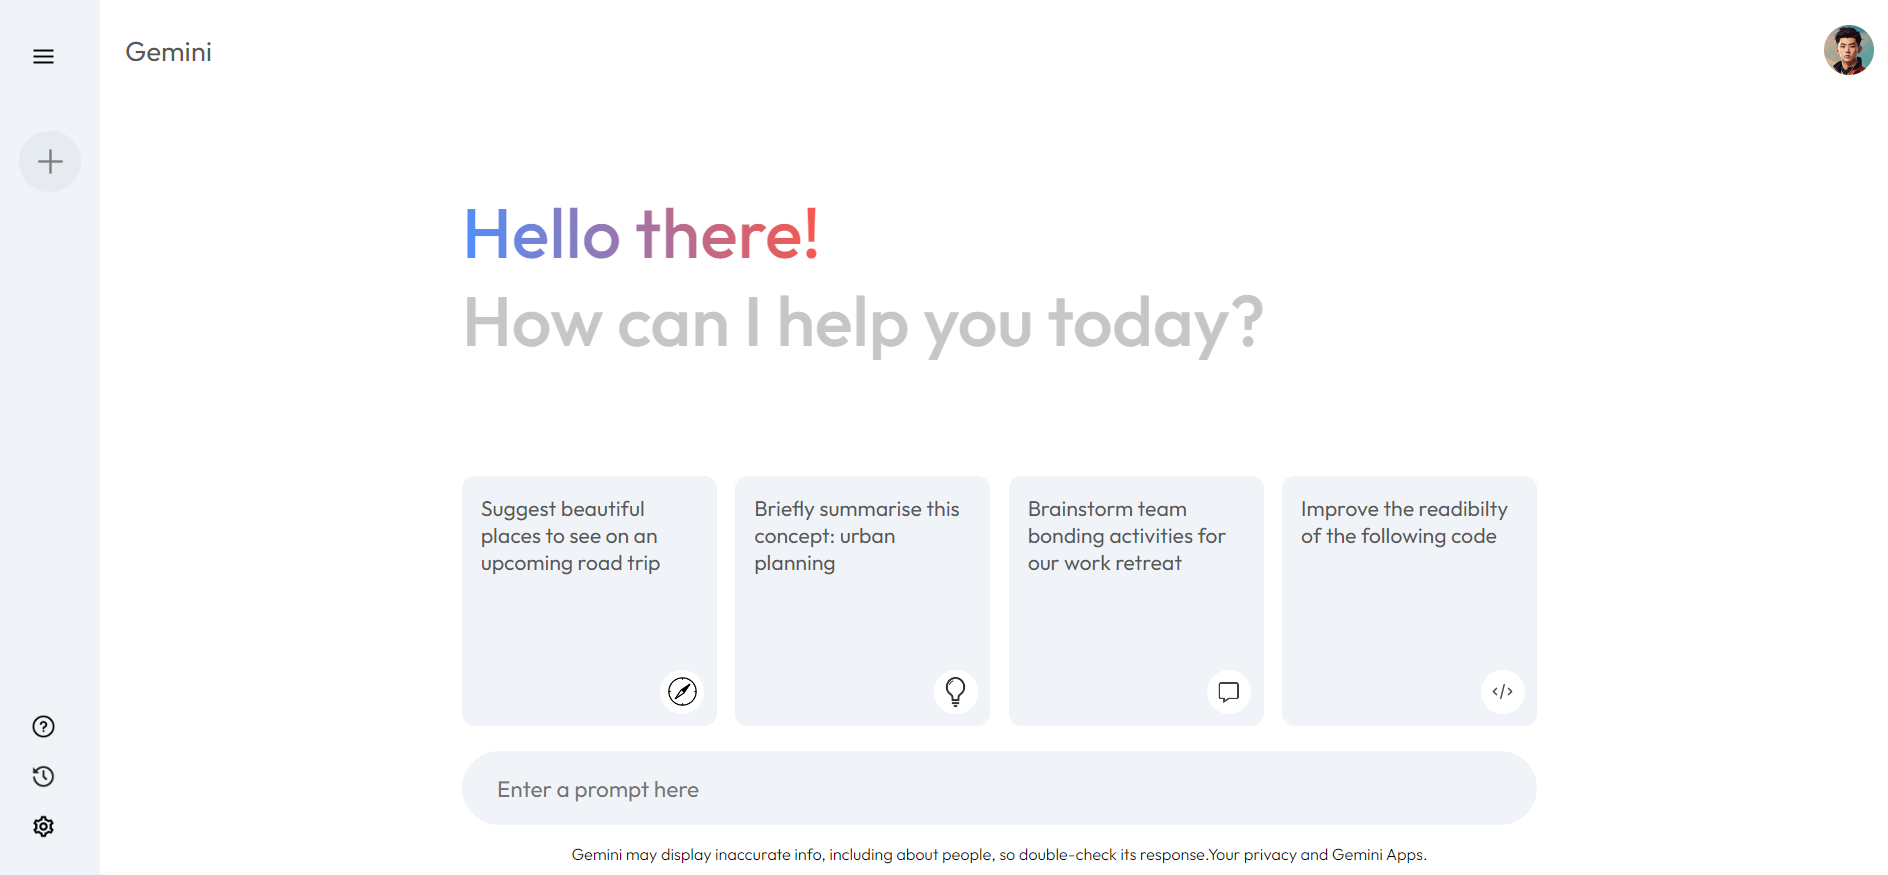 Gemini
Hello there!
How can I help you today?
Suggest beautiful
places to see on an
upcoming road trip
Briefly summarise this
concept: urban
planning
Brainstorm team
bonding activities for
our work retreat
Improve the readibilty
of the following code
Enter a prompt here
Gemini may display inaccurate info, including about people, so double-check its response.Your privacy and Gemini Apps.